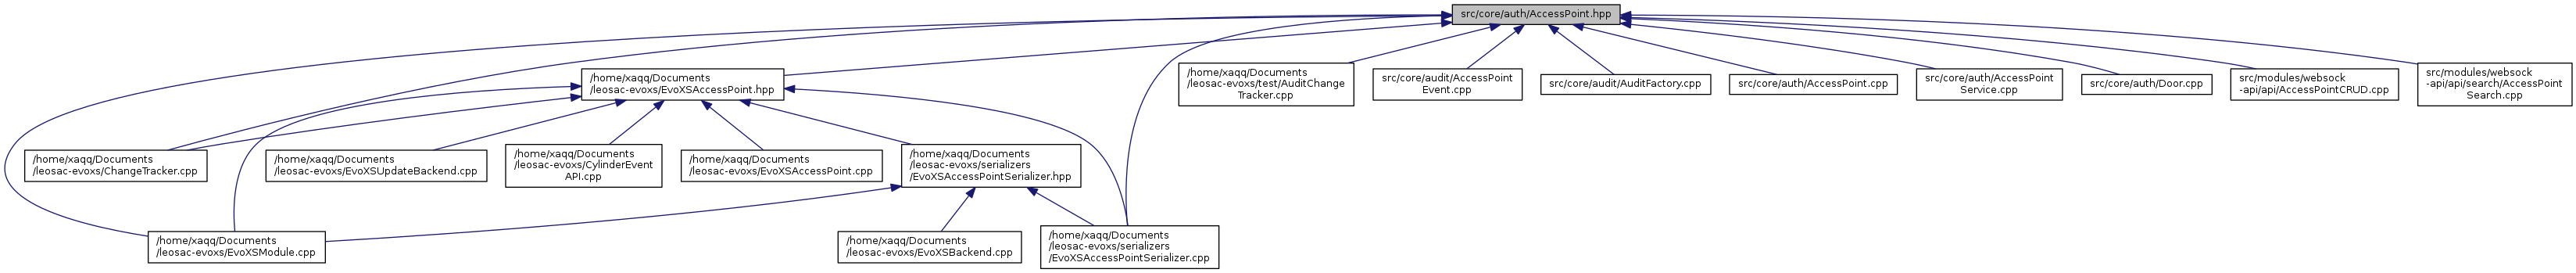 src/core/auth/AccessPoint.hpp
/home/xaqq/Documents
/leosac-evoxs/EvoXSAccessPoint.hpp
/home/xaqq/Documents
/leosac-evoxs/test/AuditChange
Tracker.cpp
src/core/audit/AccessPoint
Event.cpp
src/core/audit/AuditFactory.cpp
src/core/auth/AccessPoint.cpp
src/core/auth/AccessPoint
Service.cpp
src/core/auth/Door.cpp
src/modules/websock
-api/api/AccessPointCRUD.cpp
src/modules/websock
-api/api/search/AccessPoint
Search.cpp
/home/xaqq/Documents
/leosac-evoxs/ChangeTracker.cpp
/home/xaqq/Documents
/leosac-evoxs/EvoXSUpdateBackend.cpp
/home/xaqq/Documents
/leosac-evoxs/CylinderEvent
API.cpp
/home/xaqq/Documents
/leosac-evoxs/EvoXSAccessPoint.cpp
/home/xaqq/Documents
/leosac-evoxs/serializers
/EvoXSAccessPointSerializer.hpp
/home/xaqq/Documents
/leosac-evoxs/EvoXSModule.cpp
/home/xaqq/Documents
/leosac-evoxs/EvoXSBackend.cpp
/home/xaqq/Documents
/leosac-evoxs/serializers
/EvoXSAccessPointSerializer.cpp